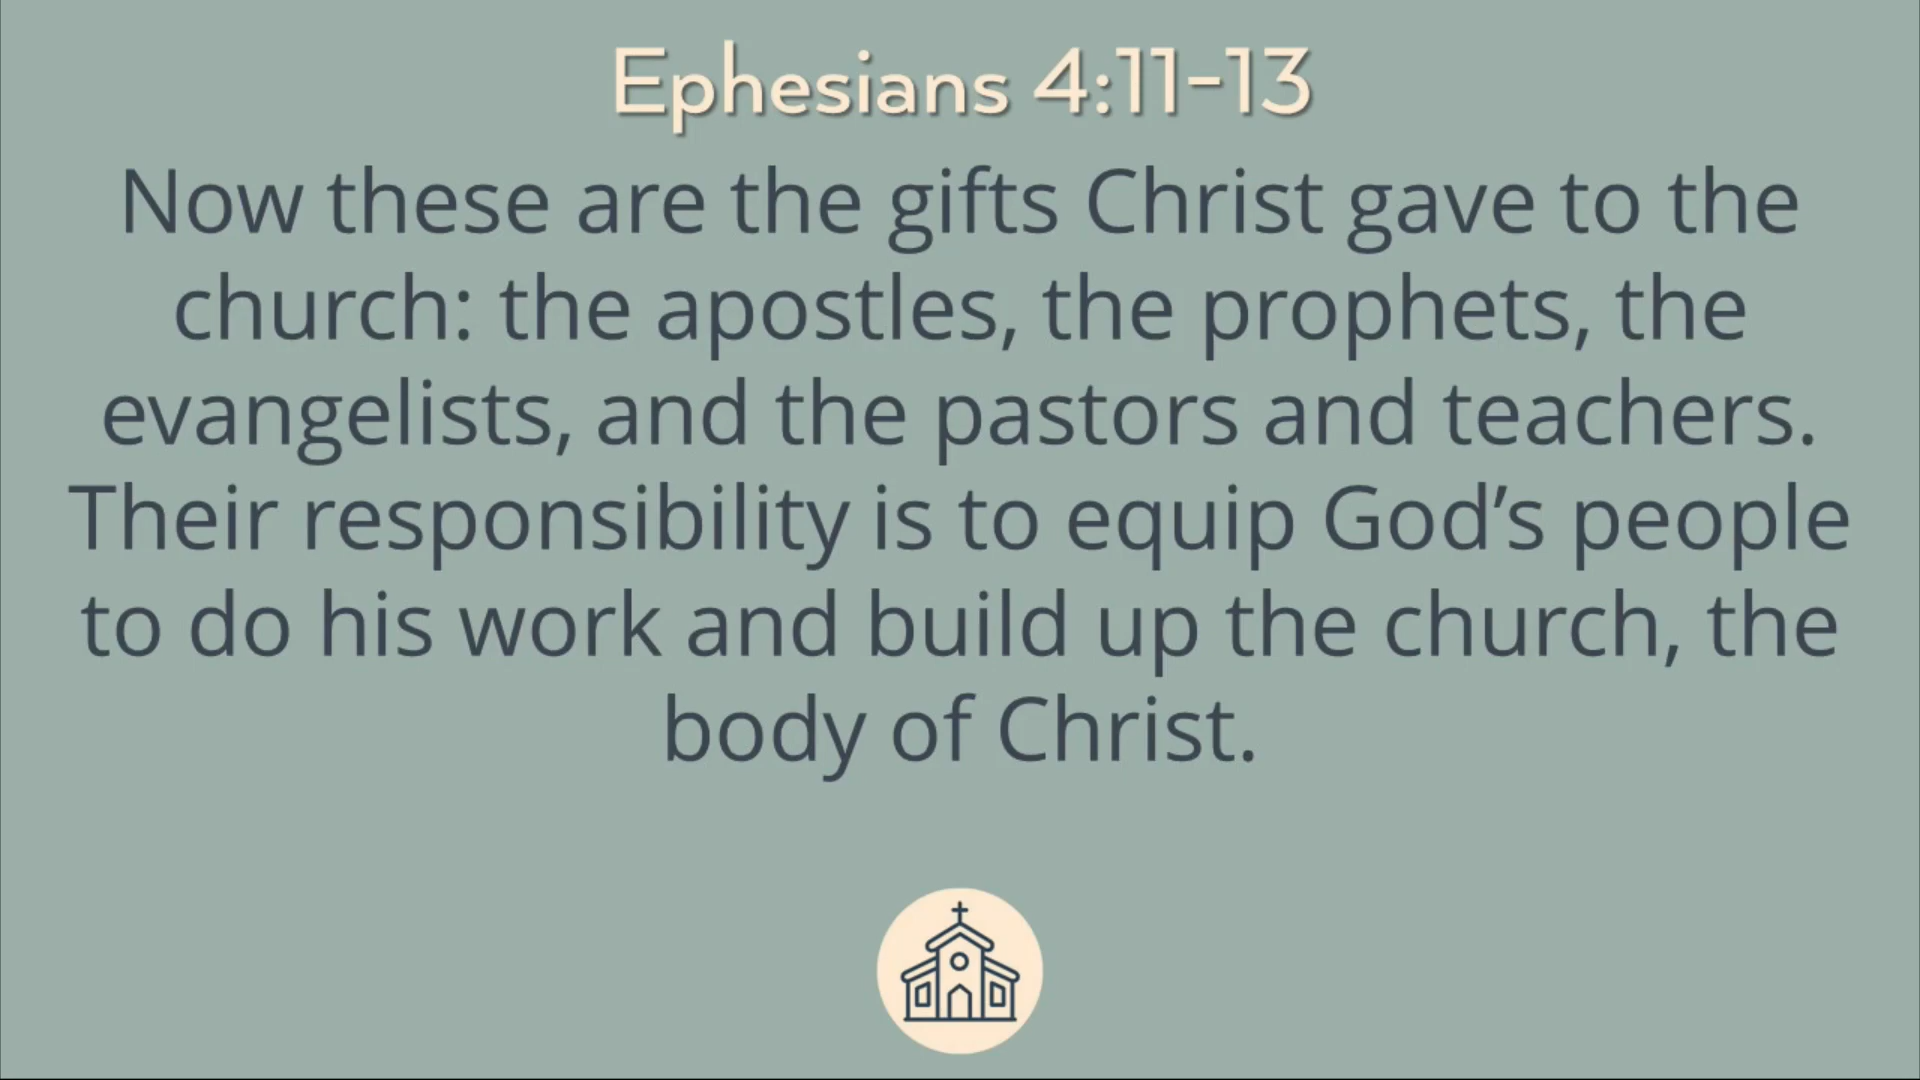 Ephesians 4:11-13
Now these are the gifts Christ gave to the
church: the apostles, the prophets, the
evangelists, and the pastors and teachers.
Their responsibility is to equip God’s people
to do his work and build up the church, the
body of Christ.